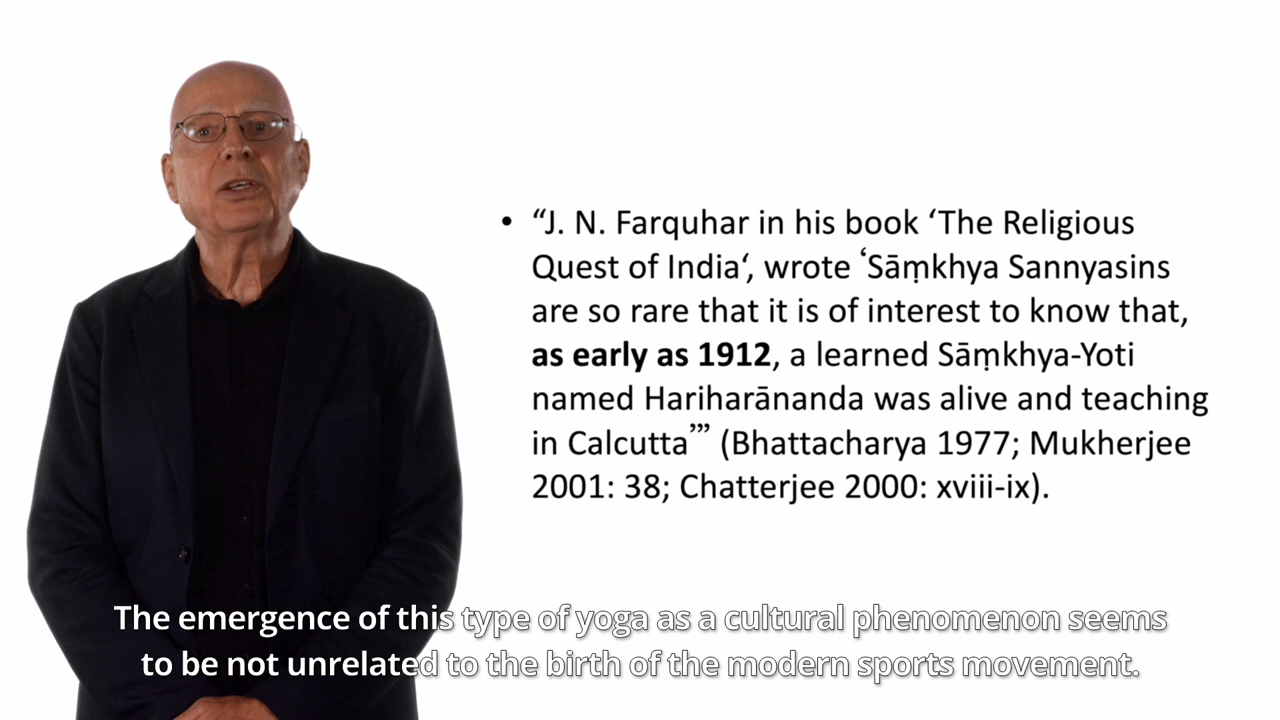 • “J. N. Farquhar in his book ‘The Religious
Quest of India‘, wrote ‘Sāṃkhya Sannyasins
are so rare that it is of interest to know that,
as early as 1912, a learned Sāṃkhya-Yoti
named Hariharānanda was alive and teaching
in Calcutta’” (Bhattacharya 1977; Mukherjee
2001: 38; Chatterjee 2000: xviii-ix).
The emergence of this type of yoga as a cultural phenomenon seems
to be not unrelated to the birth of the modern sports movement.